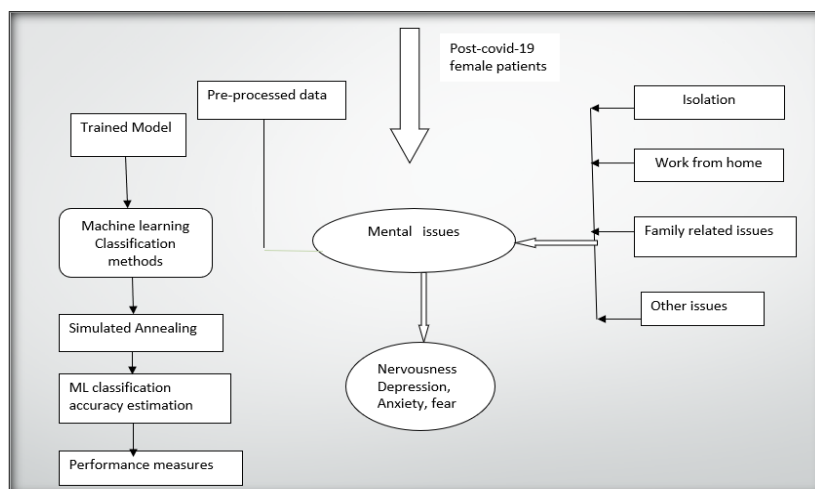 Post-covid-19
female patients
Pre-processed data
Trained Model
Machine learning
Classification
methods
Simulated Annealing
ML classification
accuracy estimation
Performance measures
Mental issues
Nervousness
Depression,
Anxiety, fear
Isolation
Work from home
Family related issues
Other issues